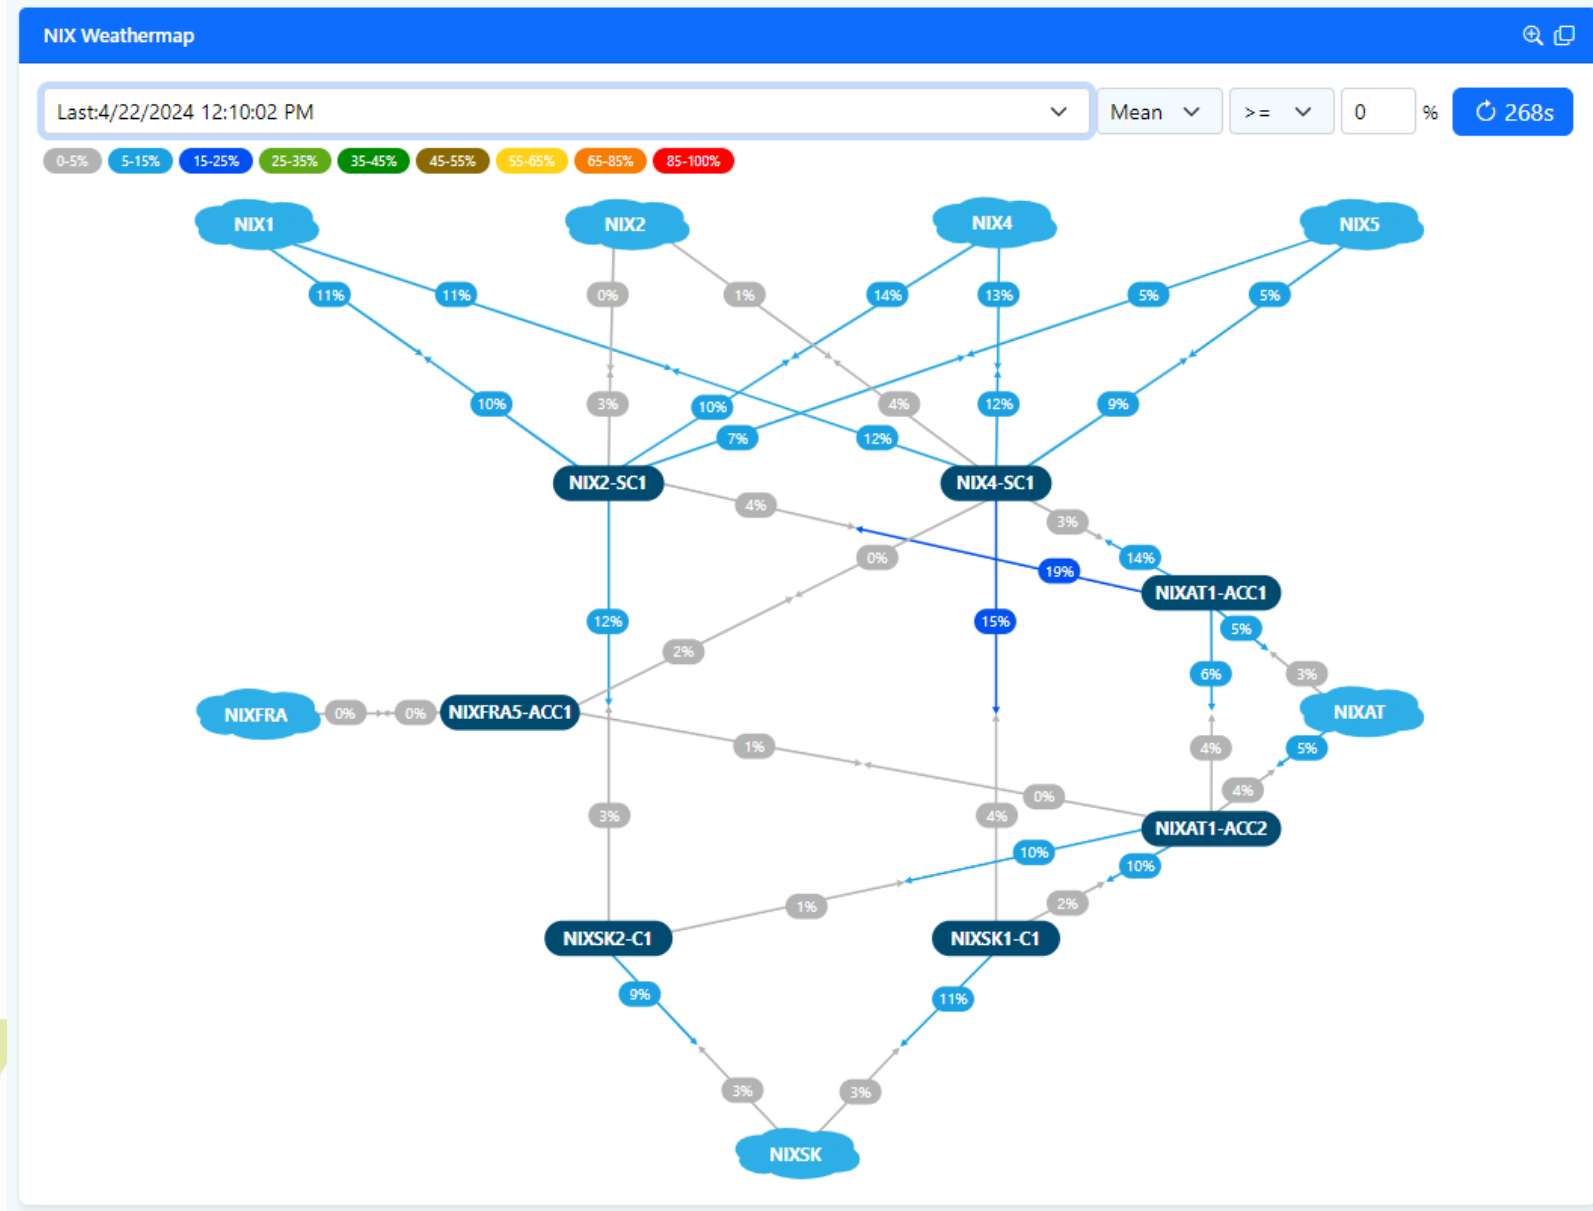 NIX Weathermap
Last:4/22/2024 12:10:02 PM Mean >= 0 % 268s
0-5% 5-15% 15-25% 25-35% 35-45% 45-55% 55-65% 65-85% 85-100%
NIX1 NIX2 NIX4 NIX5
11% 11% 0% 1% 14% 13% 5% 5%
10% 3% 10% 4% 12% 9%
7% 12%
NIX2-SC1 NIX4-SC1
4% 3%
0% 14%
19%
NIXAT1-ACC1
12% 15% 5%
2% 6% 3%
NIXFRA 0% 0% NIXFRA5-ACC1 NIXAT
1% 4% 5%
0% 4%
3% 4% NIXAT1-ACC2
10% 10%
1% 2%
NIXSK2-C1 NIXSK1-C1
9% 11%
3% 3%
NIXSK